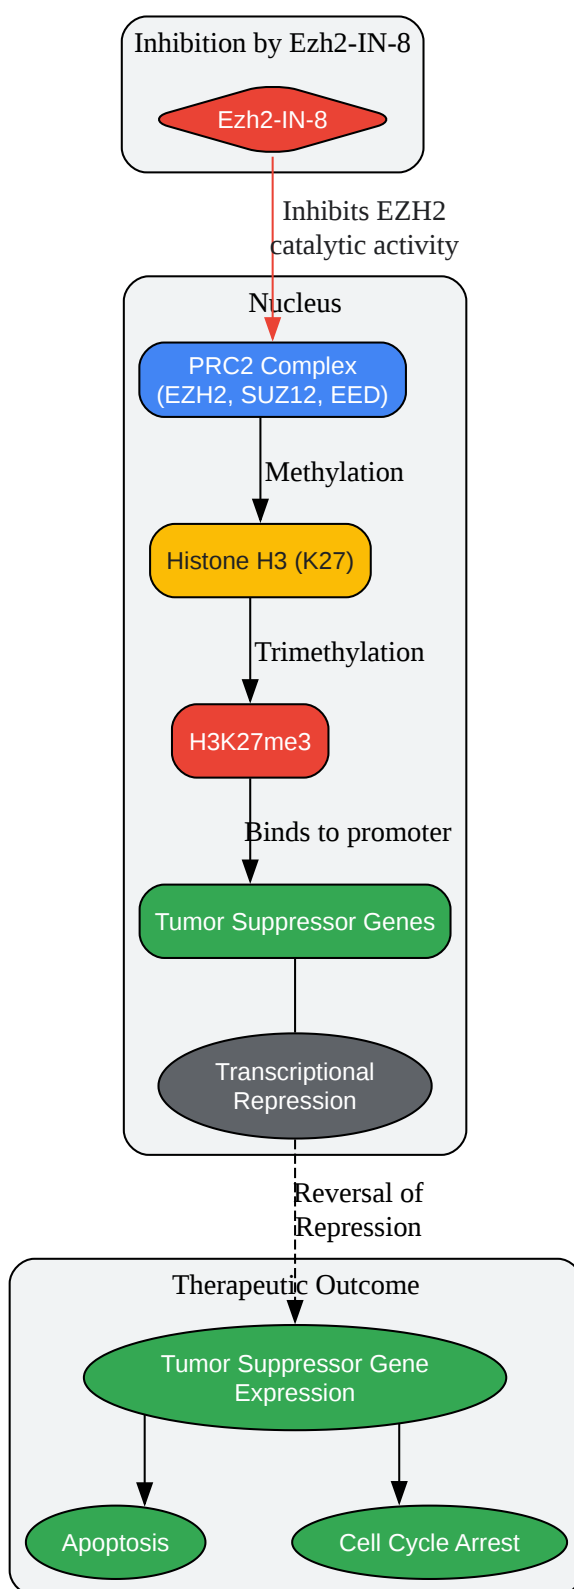 Inhibition by Ezh2-IN-8
Ezh2-IN-8
Inhibits EZH2
catalytic activity
Nucleus
PRC2 Complex
(EZH2, SUZ12, EED)
Methylation
Histone H3 (K27)
Trimethylation
H3K27me3
Binds to promoter
Tumor Suppressor Genes
Transcriptional
Repression
Reversal of
Repression
Therapeutic Outcome
Tumor Suppressor Gene
Expression
Apoptosis
Cell Cycle Arrest